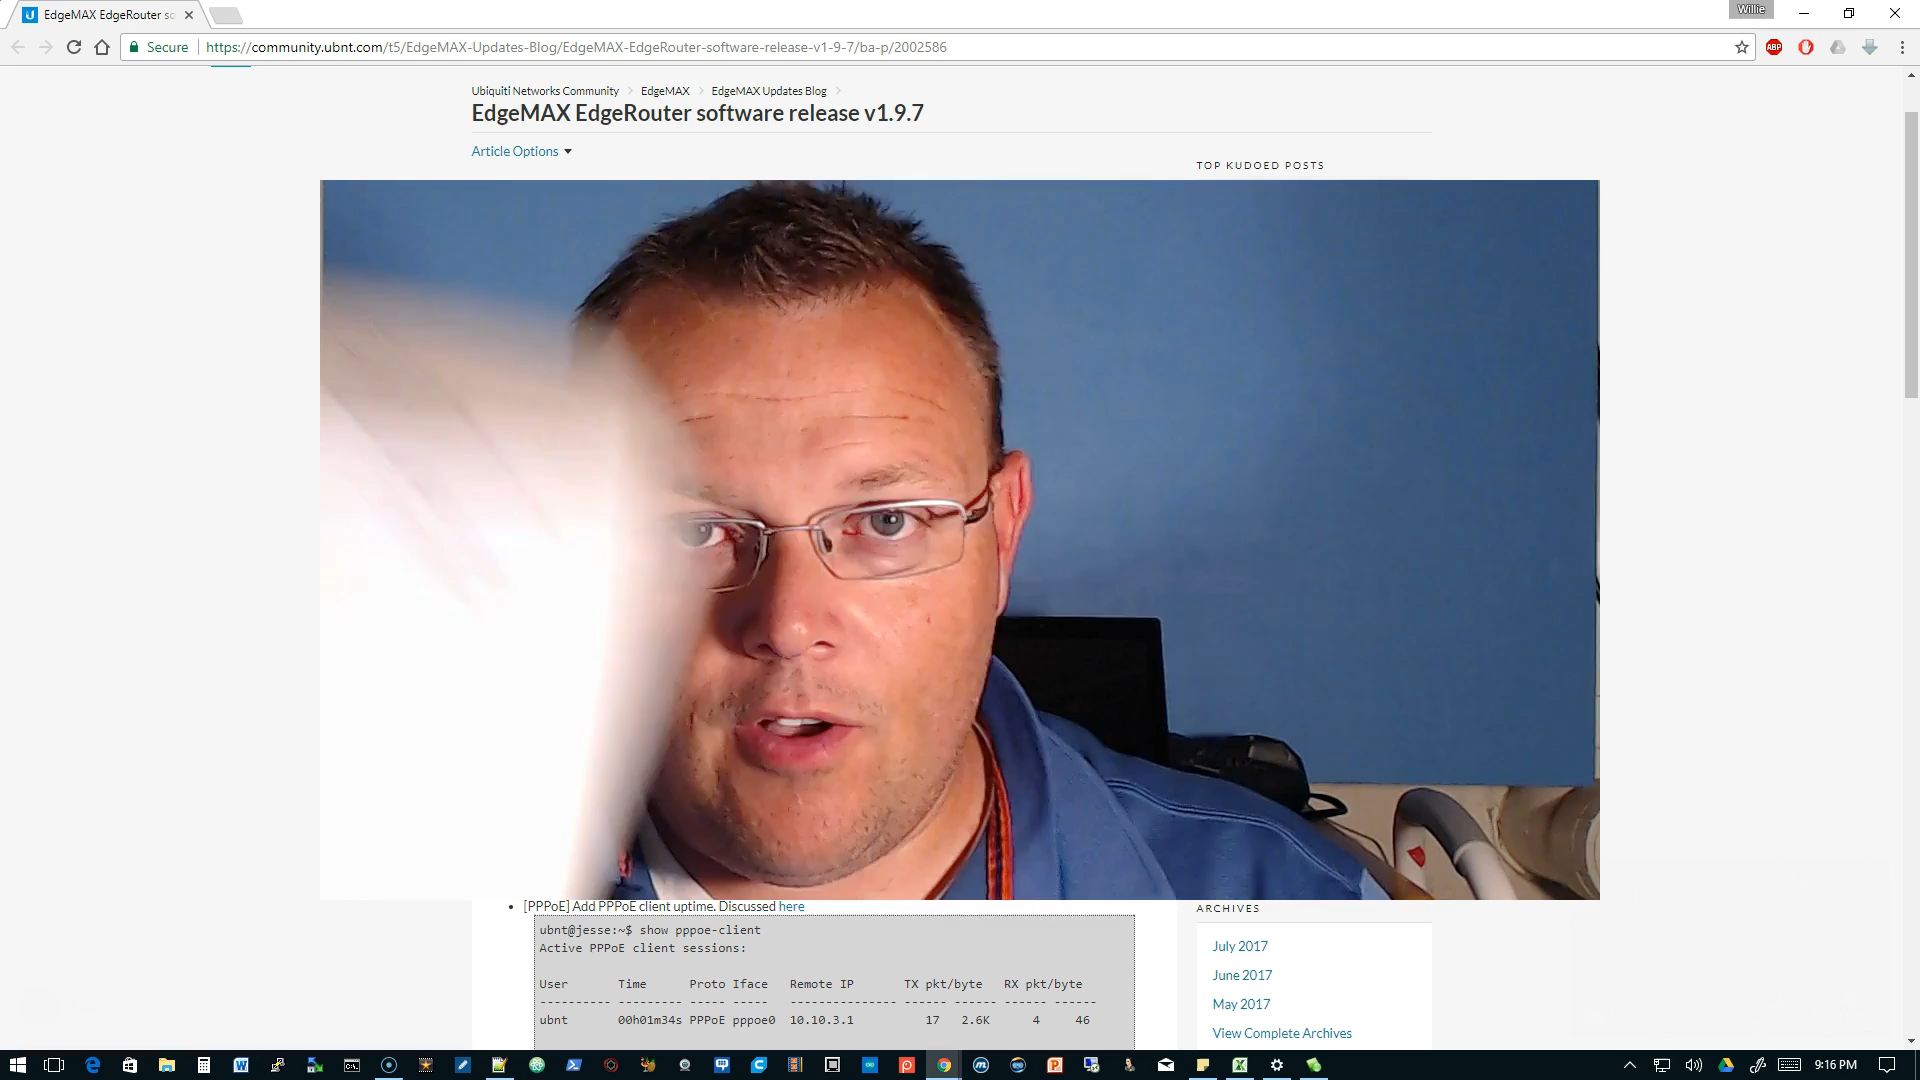 EdgeMAX EdgeRouter so
Willie
Secure
https://community.ubnt.com/t5/EdgeMAX-Updates-Blog/EdgeMAX-EdgeRouter-software-release-v1-9-7/ba-p/2002586
ABP
Ubiquiti Networks Community > EdgeMAX > EdgeMAX Updates Blog >
EdgeMAX EdgeRouter software release v1.9.7
Article Options
TOP KUDOED POSTS
[PPPoE] Add PPPoE client uptime. Discussed here
ARCHIVES
ubnt@jesse:~$ show pppoe-client
Active PPPoE client sessions:
July 2017
June 2017
User Time Proto Iface Remote IP TX pkt/byte RX pkt/byte
---------- --------- ----- ----- --------------- ------ ------ ------ ------
May 2017
ubnt 00h01m34s PPPoE pppoe0 10.10.3.1 17 2.6K 4 46
View Complete Archives
9:16 PM